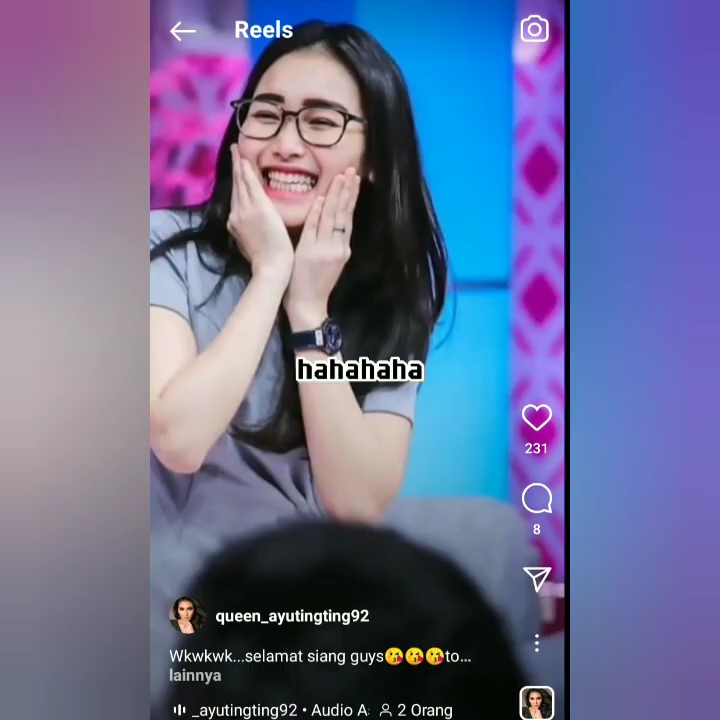 Reels
hahahaha
231
8
queen_ayutingting92
Wkwkwk...selamat siang guys😘😘😘to...
lainnya
_ayutingting92 • Audio A 2 Orang